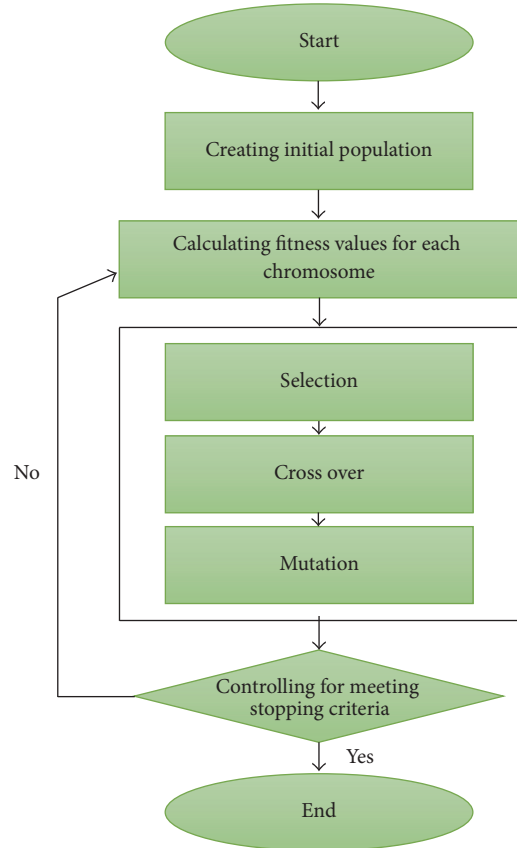 Start
Creating initial population
Calculating fitness values for each
chromosome
Selection
Cross over
Mutation
No
Controlling for meeting
stopping criteria
Yes
End